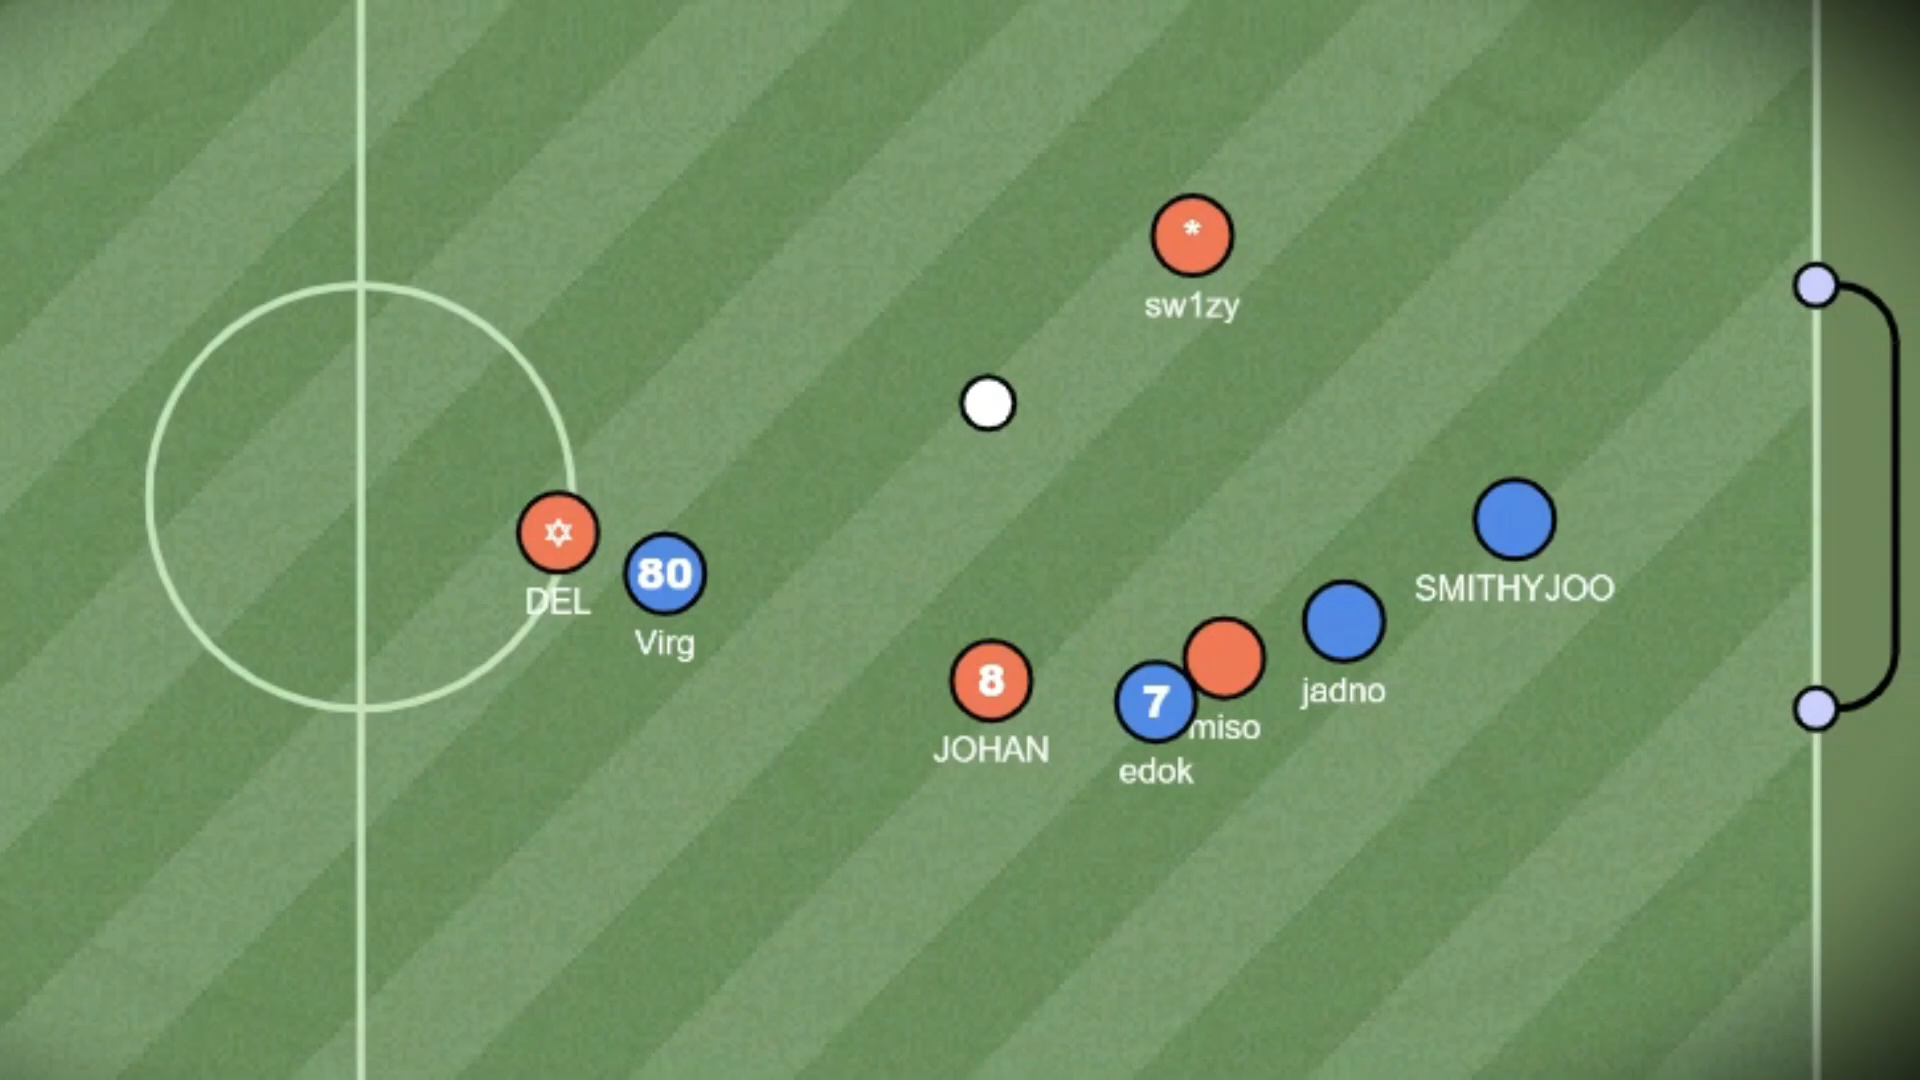 *
sw1zy
✡
DEL
80
Virg
SMITHYJOO
jadno
8
JOHAN
miso
7
edok